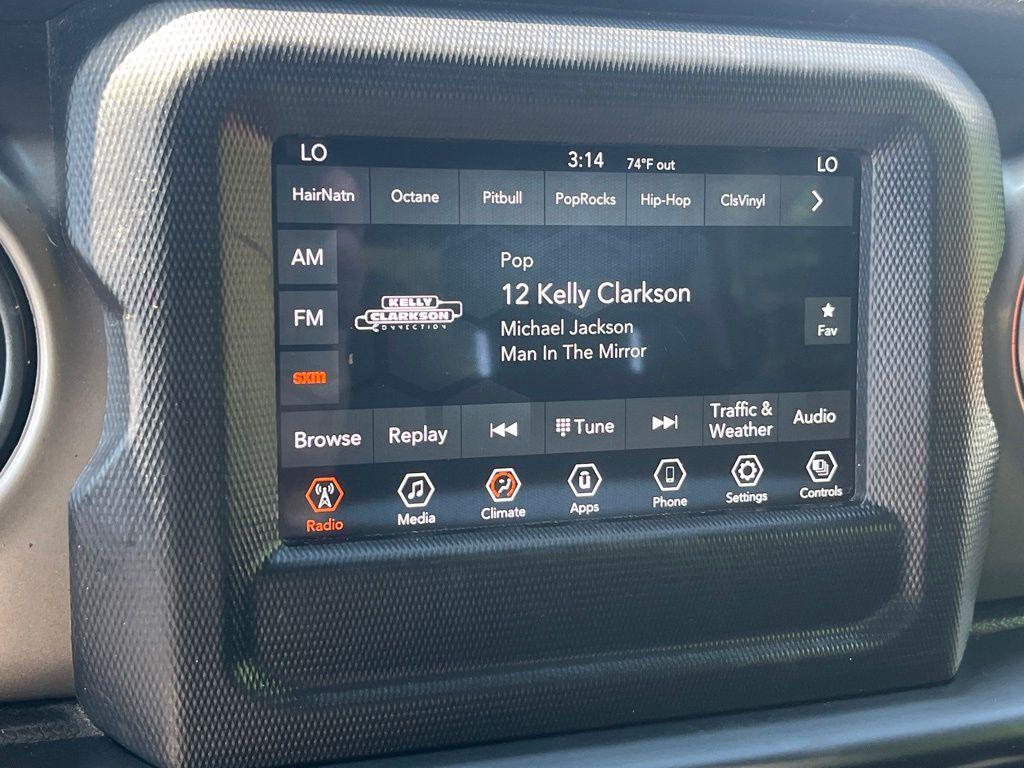 LO 3:14 74°F out LO
HairNatn Octane Pitbull PopRocks Hip-Hop ClsVinyl
AM
FM
sxm
KELLY
CLARKSON
CONNECTION
Pop
12 Kelly Clarkson
Michael Jackson
Man In The Mirror
Fav
Browse Replay Tune Traffic & Audio
Weather
Radio Media Climate Apps Phone Settings Controls